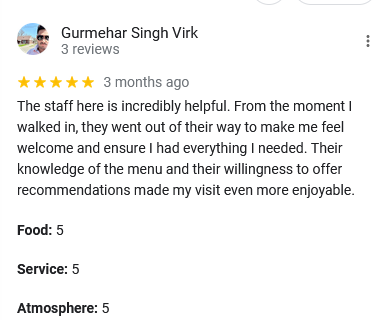 Gurmehar Singh Virk
3 reviews
3 months ago
The staff here is incredibly helpful. From the moment I
walked in, they went out of their way to make me feel
welcome and ensure I had everything I needed. Their
knowledge of the menu and their willingness to offer
recommendations made my visit even more enjoyable.
Food: 5
Service: 5
Atmosphere: 5